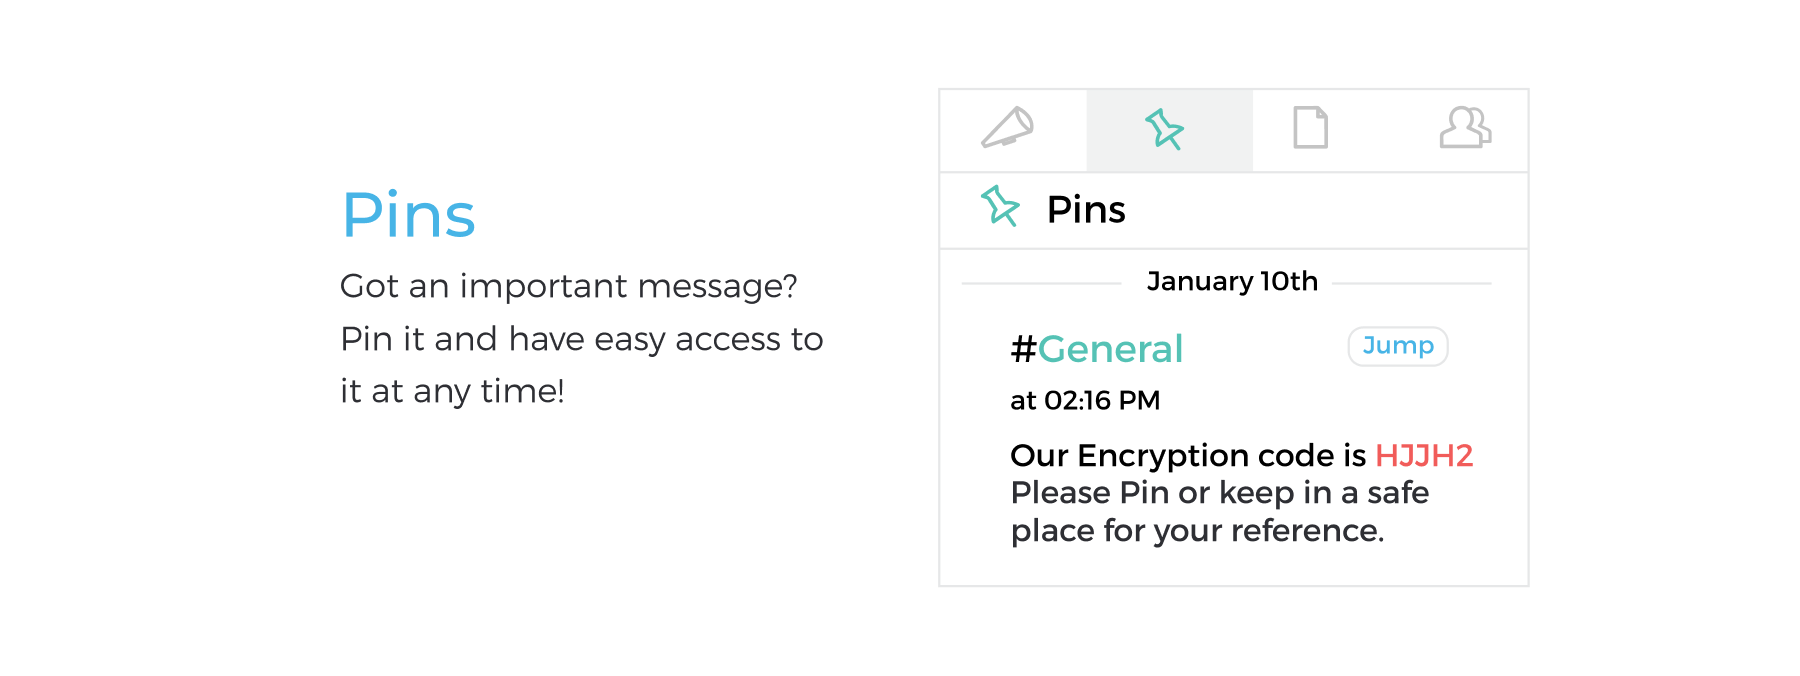 Pins
Got an important message?
Pin it and have easy access to
it at any time!
Pins
January 10th
#General
Jump
at 02:16 PM
Our Encryption code is HJJH2
Please Pin or keep in a safe
place for your reference.